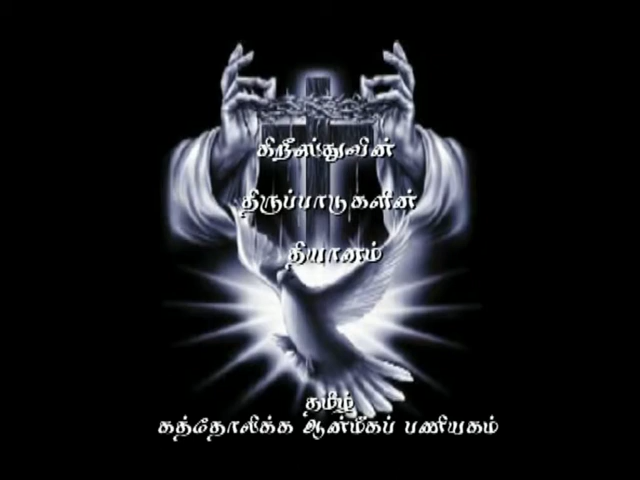 கிறீஸ்துவின்
திருப்பாடுகளின்
தியானம்
தமிழ்
கத்தோலிக்க ஆன்மீகப் பணியகம்